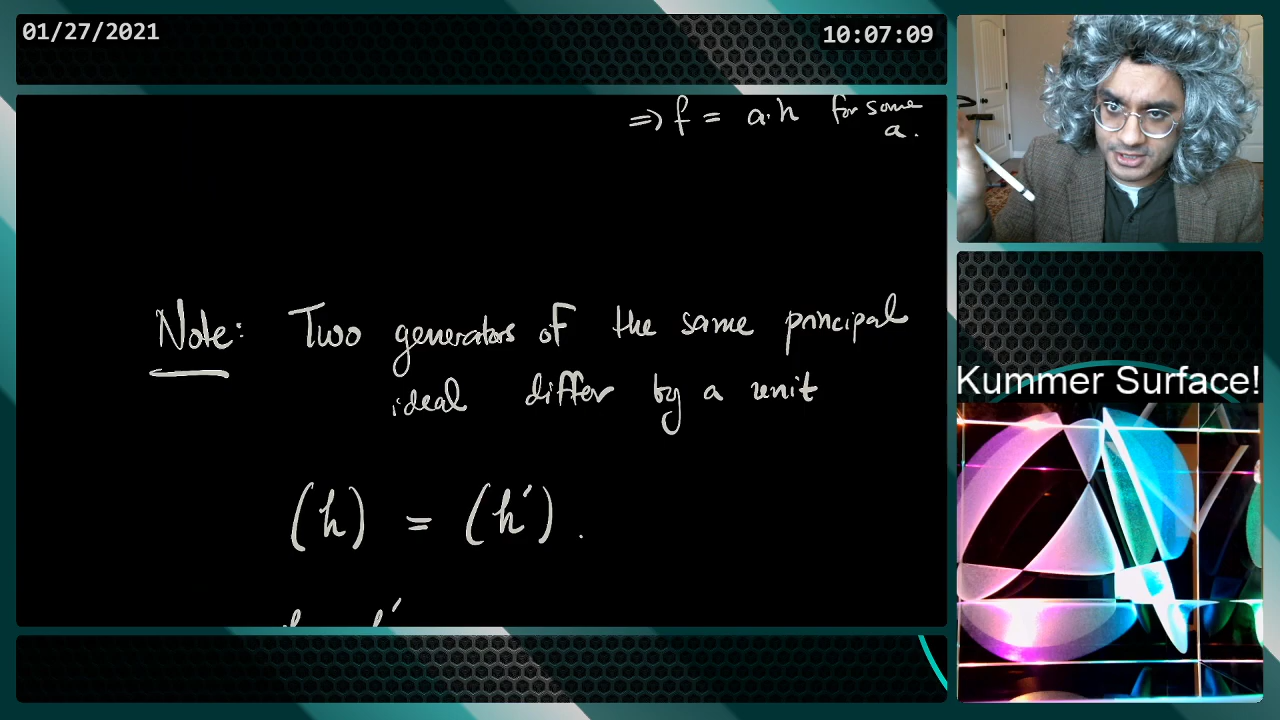 01/27/2021
10:07:09
⇒ f = a·h for some
a.
Note: Two generators of the same principal
ideal differ by a unit
(h) = (h′).
Kummer Surface!